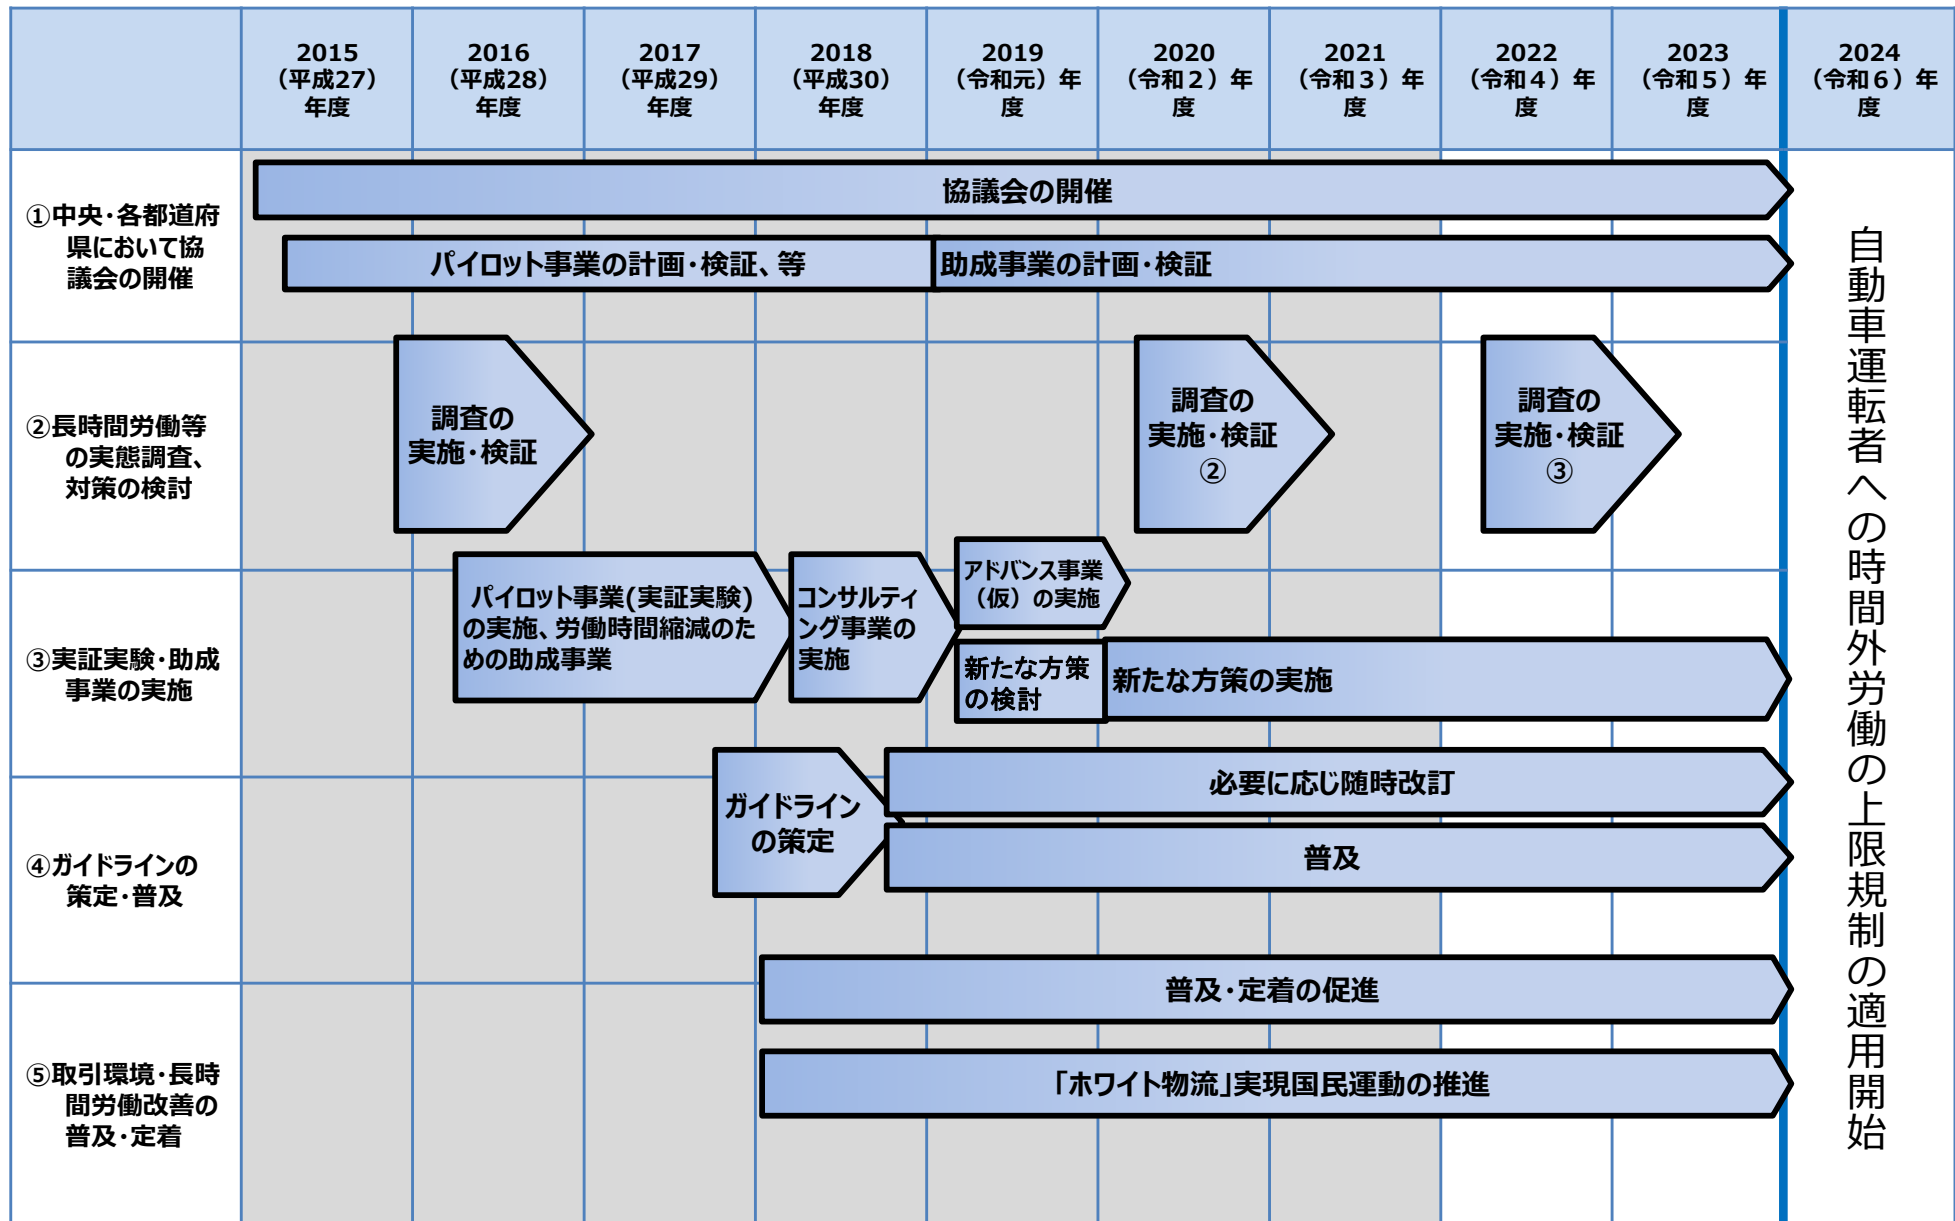 2015
（平成27）
年度
2016
（平成28）
年度
2017
（平成29）
年度
2018
（平成30）
年度
2019
（令和元）年
度
2020
（令和２）年
度
2021
（令和３）年
度
2022
（令和４）年
度
2023
（令和５）年
度
2024
（令和６）年
度
①中央・各都道府
県において協
議会の開催
協議会の開催
パイロット事業の計画・検証、等
助成事業の計画・検証
②長時間労働等
の実態調査、
対策の検討
調査の
実施・検証
調査の
実施・検証
②
調査の
実施・検証
③
③実証実験・助成
事業の実施
パイロット事業(実証実験)
の実施、労働時間縮減のた
めの助成事業
コンサルティ
ング事業の
実施
アドバンス事業
（仮）の実施
新たな方策
の検討
新たな方策の実施
④ガイドラインの
策定・普及
ガイドライン
の策定
必要に応じ随時改訂
普及
⑤取引環境・長時
間労働改善の
普及・定着
普及・定着の促進
「ホワイト物流」実現国民運動の推進
自動車運転者への時間外労働の上限規制の適用開始